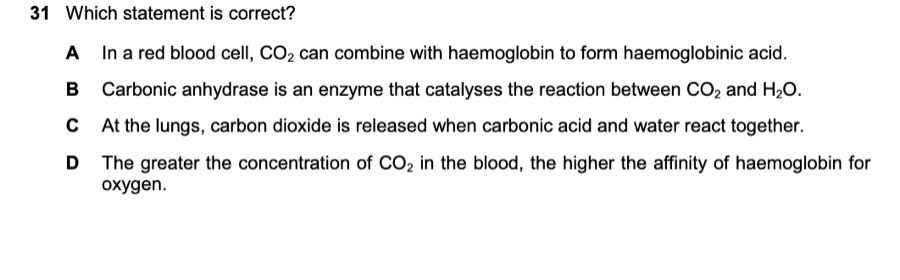 31 Which statement is correct?
A In a red blood cell, CO₂ can combine with haemoglobin to form haemoglobinic acid.
B Carbonic anhydrase is an enzyme that catalyses the reaction between CO₂ and H₂O.
C At the lungs, carbon dioxide is released when carbonic acid and water react together.
D The greater the concentration of CO₂ in the blood, the higher the affinity of haemoglobin for
oxygen.